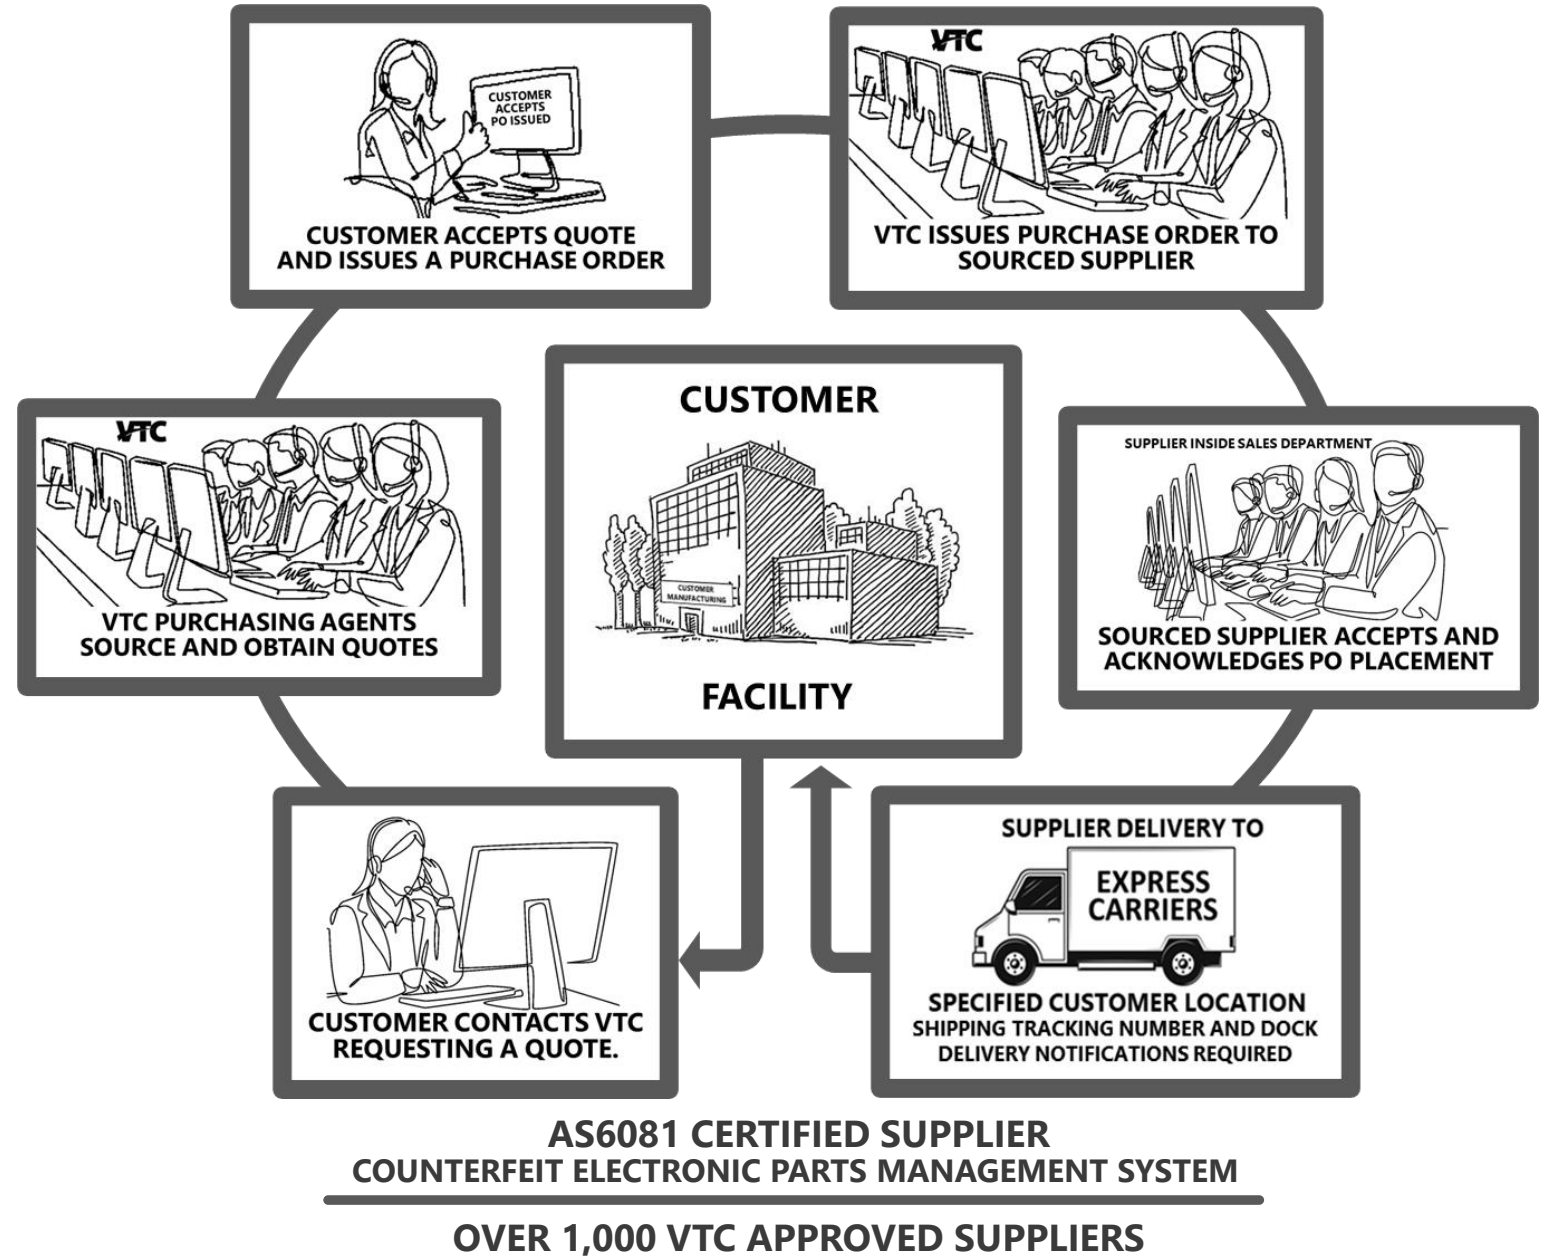 CUSTOMER
ACCEPTS
PO ISSUED
CUSTOMER ACCEPTS QUOTE
AND ISSUES A PURCHASE ORDER
VTC
VTC ISSUES PURCHASE ORDER TO
SOURCED SUPPLIER
VTC
VTC PURCHASING AGENTS
SOURCE AND OBTAIN QUOTES
CUSTOMER
CUSTOMER
MANUFACTURING
FACILITY
SUPPLIER INSIDE SALES DEPARTMENT
SOURCED SUPPLIER ACCEPTS AND
ACKNOWLEDGES PO PLACEMENT
CUSTOMER CONTACTS VTC
REQUESTING A QUOTE.
SUPPLIER DELIVERY TO
EXPRESS
CARRIERS
SPECIFIED CUSTOMER LOCATION
SHIPPING TRACKING NUMBER AND DOCK
DELIVERY NOTIFICATIONS REQUIRED
AS6081 CERTIFIED SUPPLIER
COUNTERFEIT ELECTRONIC PARTS MANAGEMENT SYSTEM
OVER 1,000 VTC APPROVED SUPPLIERS